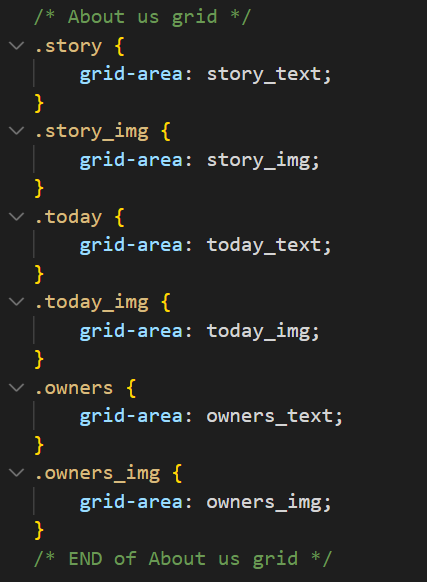 /* About us grid */
.story {
    grid-area: story_text;
}
.story_img {
    grid-area: story_img;
}
.today {
    grid-area: today_text;
}
.today_img {
    grid-area: today_img;
}
.owners {
    grid-area: owners_text;
}
.owners_img {
    grid-area: owners_img;
}
/* END of About us grid */